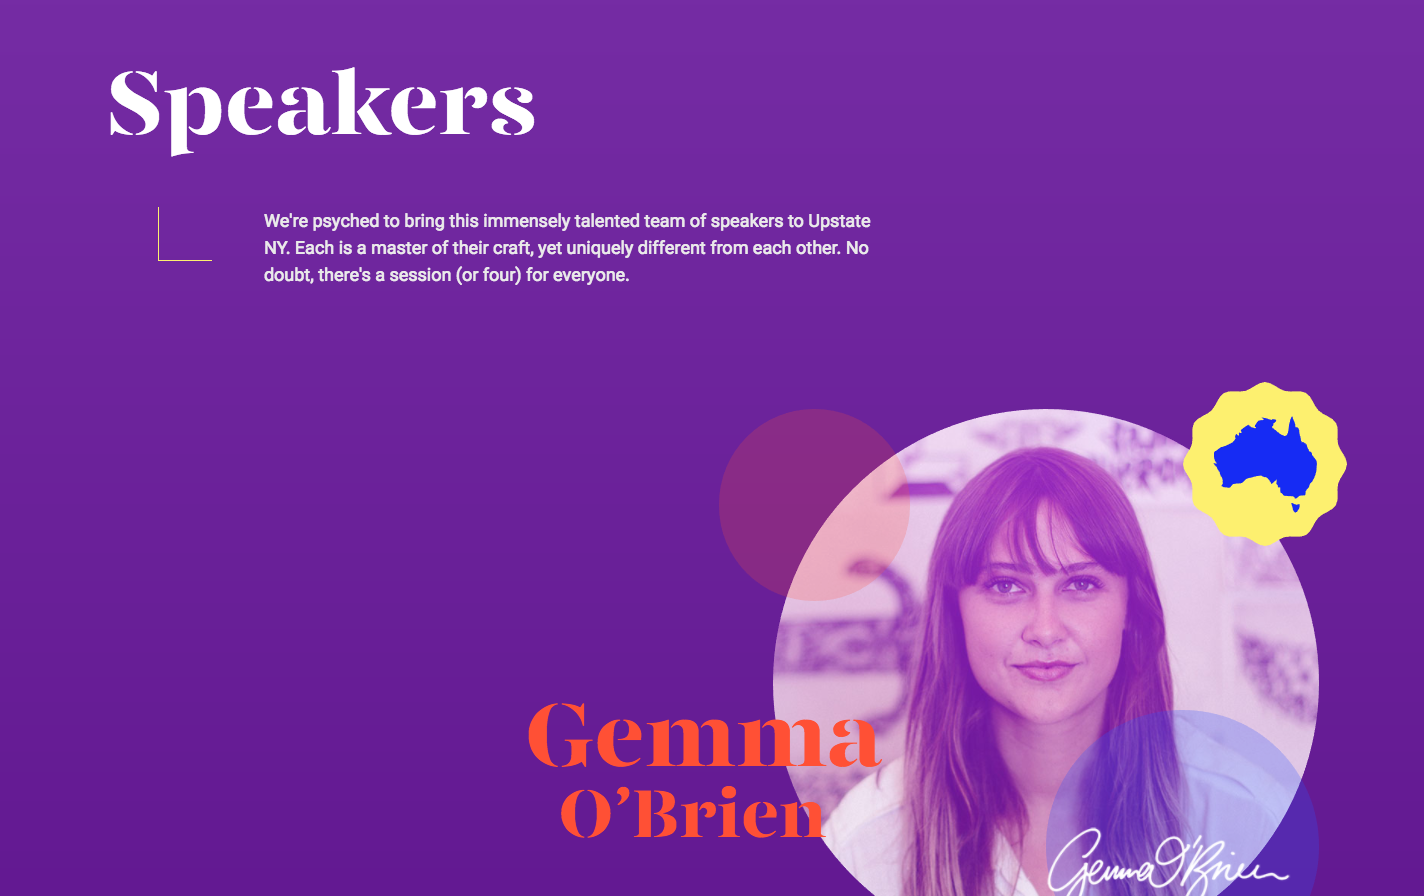 Speakers
We're psyched to bring this immensely talented team of speakers to Upstate
NY. Each is a master of their craft, yet uniquely different from each other. No
doubt, there's a session (or four) for everyone.
Gemma
O’Brien
Gemma O'Brien